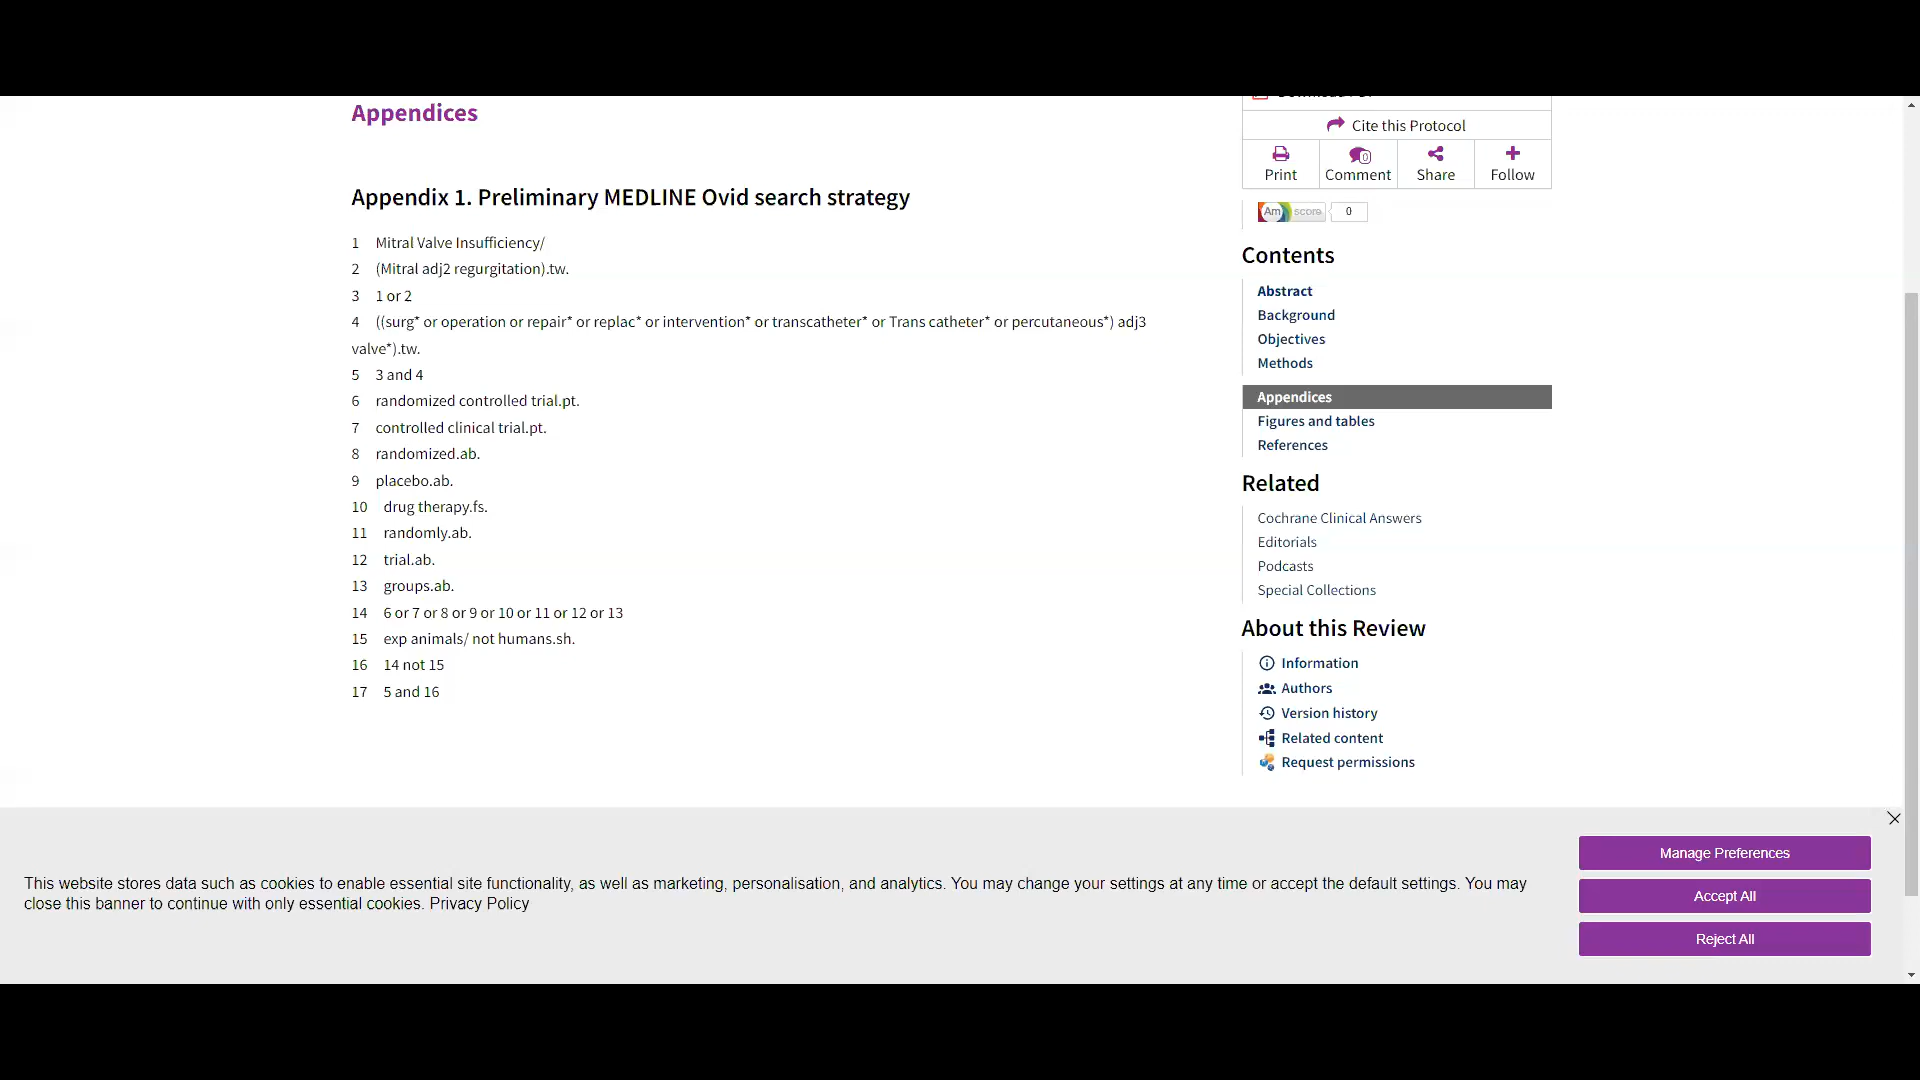 Appendices
Appendix 1. Preliminary MEDLINE Ovid search strategy
1 Mitral Valve Insufficiency/
2 (Mitral adj2 regurgitation).tw.
3 1 or 2
4 ((surg* or operation or repair* or replac* or intervention* or transcatheter* or Trans catheter* or percutaneous*) adj3
valve*).tw.
5 3 and 4
6 randomized controlled trial.pt.
7 controlled clinical trial.pt.
8 randomized.ab.
9 placebo.ab.
10 drug therapy.fs.
11 randomly.ab.
12 trial.ab.
13 groups.ab.
14 6 or 7 or 8 or 9 or 10 or 11 or 12 or 13
15 exp animals/ not humans.sh.
16 14 not 15
17 5 and 16
Cite this Protocol
Print
0
Comment
Share
Follow
Am score 0
Contents
Abstract
Background
Objectives
Methods
Appendices
Figures and tables
References
Related
Cochrane Clinical Answers
Editorials
Podcasts
Special Collections
About this Review
Information
Authors
Version history
Related content
Request permissions
This website stores data such as cookies to enable essential site functionality, as well as marketing, personalisation, and analytics. You may change your settings at any time or accept the default settings. You may
close this banner to continue with only essential cookies. Privacy Policy
Manage Preferences
Accept All
Reject All